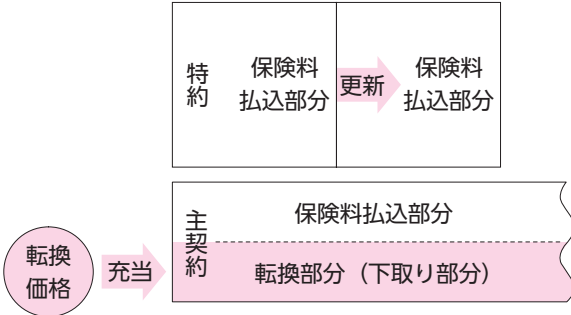 特約
保険料
払込部分
更新
保険料
払込部分
主契約
保険料払込部分
転換部分（下取り部分）
転換
価格
充当